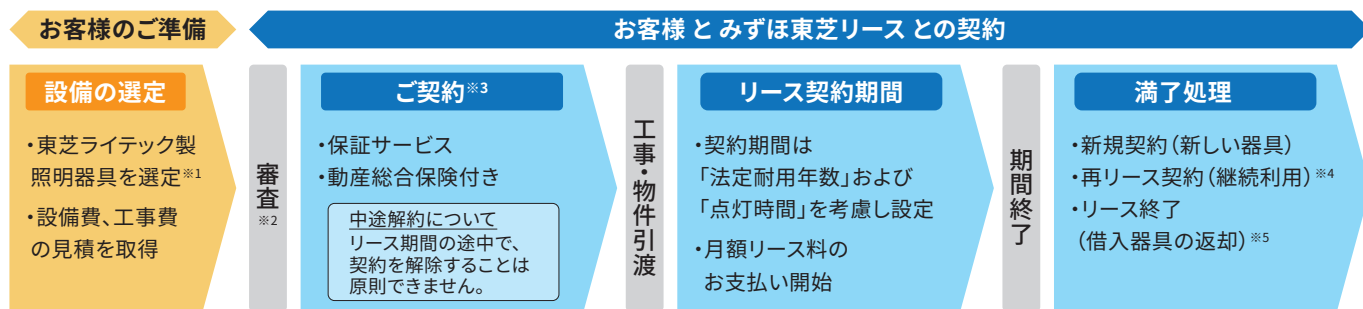 お客様のご準備
お客様 と みずほ東芝リース との契約
設備の選定
・東芝ライテック製
照明器具を選定※1
・設備費、工事費
の見積を取得
審査
※2
ご契約※3
・保証サービス
・動産総合保険付き
中途解約について
リース期間の途中で、
契約を解除することは
原則できません。
工事・物件引渡
リース契約期間
・契約期間は
「法定耐用年数」および
「点灯時間」を考慮し設定
・月額リース料の
お支払い開始
期間終了
満了処理
・新規契約（新しい器具）
・再リース契約（継続利用）※4
・リース終了
（借入器具の返却）※5